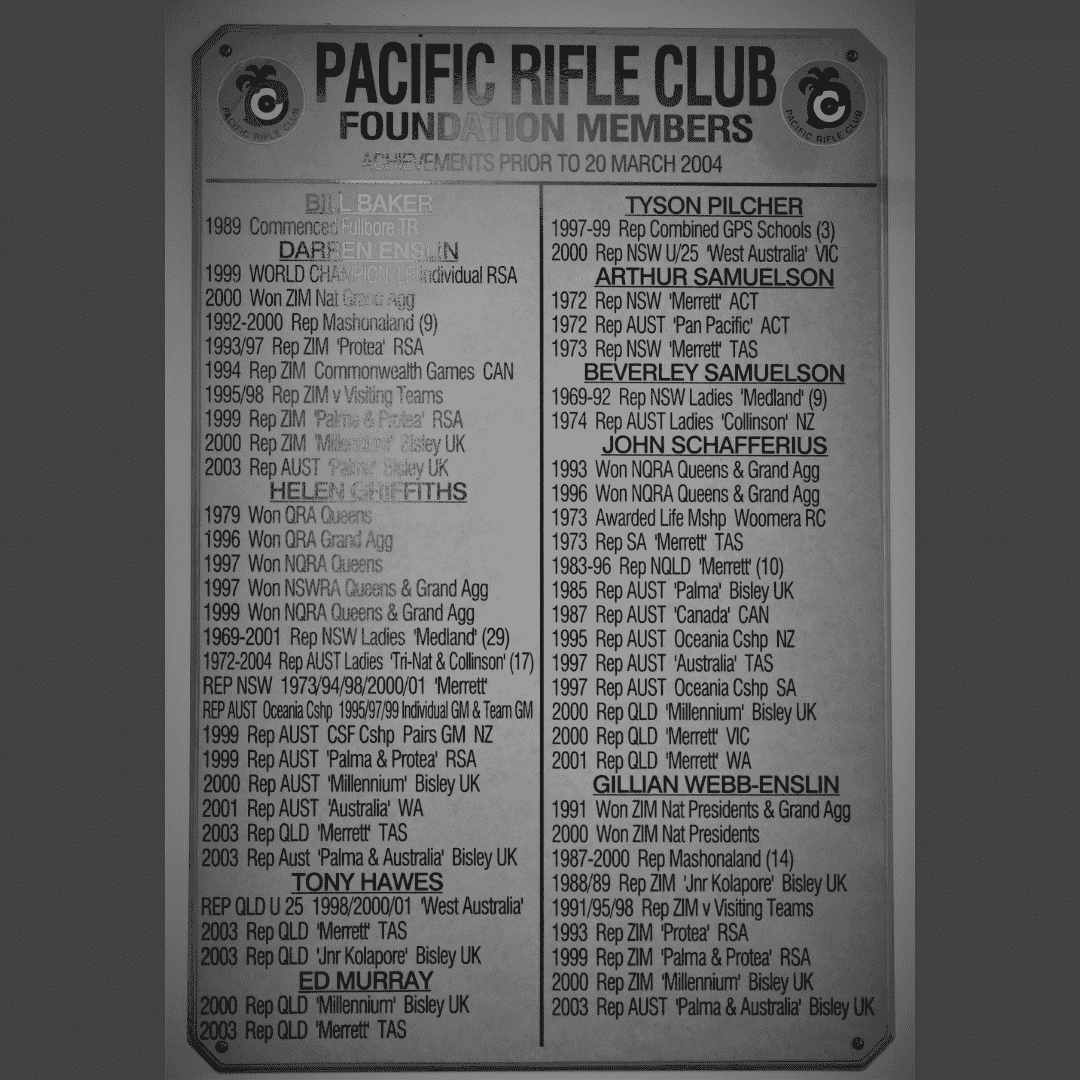 PACIFIC RIFLE CLUB
PACIFIC RIFLE CLUB
PACIFIC RIFLE CLUB
FOUNDATION MEMBERS
ACHIEVEMENTS PRIOR TO 20 MARCH 2004
BILL BAKER
1989 Commenced Fullbore TR
DARREN ENSLIN
1999 WORLD CHAMPION LR Individual RSA
2000 Won ZIM Nat Grand Agg
1992-2000 Rep Mashonaland (9)
1993/97 Rep ZIM 'Protea' RSA
1994 Rep ZIM Commonwealth Games CAN
1995/98 Rep ZIM v Visiting Teams
1999 Rep ZIM 'Palma & Protea' RSA
2000 Rep ZIM 'Millennium' Bisley UK
2003 Rep AUST 'Palma' Bisley UK
HELEN GRIFFITHS
1979 Won QRA Queens
1996 Won QRA Grand Agg
1997 Won NQRA Queens
1997 Won NSWRA Queens & Grand Agg
1999 Won NQRA Queens & Grand Agg
1969-2001 Rep NSW Ladies 'Medland' (29)
1972-2004 Rep AUST Ladies 'Tri-Nat & Collinson' (17)
REP NSW 1973/94/98/2000/01 'Merrett'
REP AUST Oceania Cshp 1995/97/99 Individual GM & Team GM
1999 Rep AUST CSF Cshp Pairs GM NZ
1999 Rep AUST 'Palma & Protea' RSA
2000 Rep AUST 'Millennium' Bisley UK
2001 Rep AUST 'Australia' WA
2003 Rep QLD 'Merrett' TAS
2003 Rep Aust 'Palma & Australia' Bisley UK
TONY HAWES
REP QLD U 25 1998/2000/01 'West Australia'
2003 Rep QLD 'Merrett' TAS
2003 Rep QLD 'Jnr Kolapore' Bisley UK
ED MURRAY
2000 Rep QLD 'Millennium' Bisley UK
2003 Rep QLD 'Merrett' TAS
TYSON PILCHER
1997-99 Rep Combined GPS Schools (3)
2000 Rep NSW U/25 'West Australia' VIC
ARTHUR SAMUELSON
1972 Rep NSW 'Merrett' ACT
1972 Rep AUST 'Pan Pacific' ACT
1973 Rep NSW 'Merrett' TAS
BEVERLEY SAMUELSON
1969-92 Rep NSW Ladies 'Medland' (9)
1974 Rep AUST Ladies 'Collinson' NZ
JOHN SCHAFFERIUS
1993 Won NQRA Queens & Grand Agg
1996 Won NQRA Queens & Grand Agg
1973 Awarded Life Mshp Woomera RC
1973 Rep SA 'Merrett' TAS
1983-96 Rep NQLD 'Merrett' (10)
1985 Rep AUST 'Palma' Bisley UK
1987 Rep AUST 'Canada' CAN
1995 Rep AUST Oceania Cshp NZ
1997 Rep AUST 'Australia' TAS
1997 Rep AUST Oceania Cshp SA
2000 Rep QLD 'Millennium' Bisley UK
2000 Rep QLD 'Merrett' VIC
2001 Rep QLD 'Merrett' WA
GILLIAN WEBB-ENSLIN
1991 Won ZIM Nat Presidents & Grand Agg
2000 Won ZIM Nat Presidents
1987-2000 Rep Mashonaland (14)
1988/89 Rep ZIM 'Jnr Kolapore' Bisley UK
1991/95/98 Rep ZIM v Visiting Teams
1993 Rep ZIM 'Protea' RSA
1999 Rep ZIM 'Palma & Protea' RSA
2000 Rep ZIM 'Millennium' Bisley UK
2003 Rep AUST 'Palma & Australia' Bisley UK